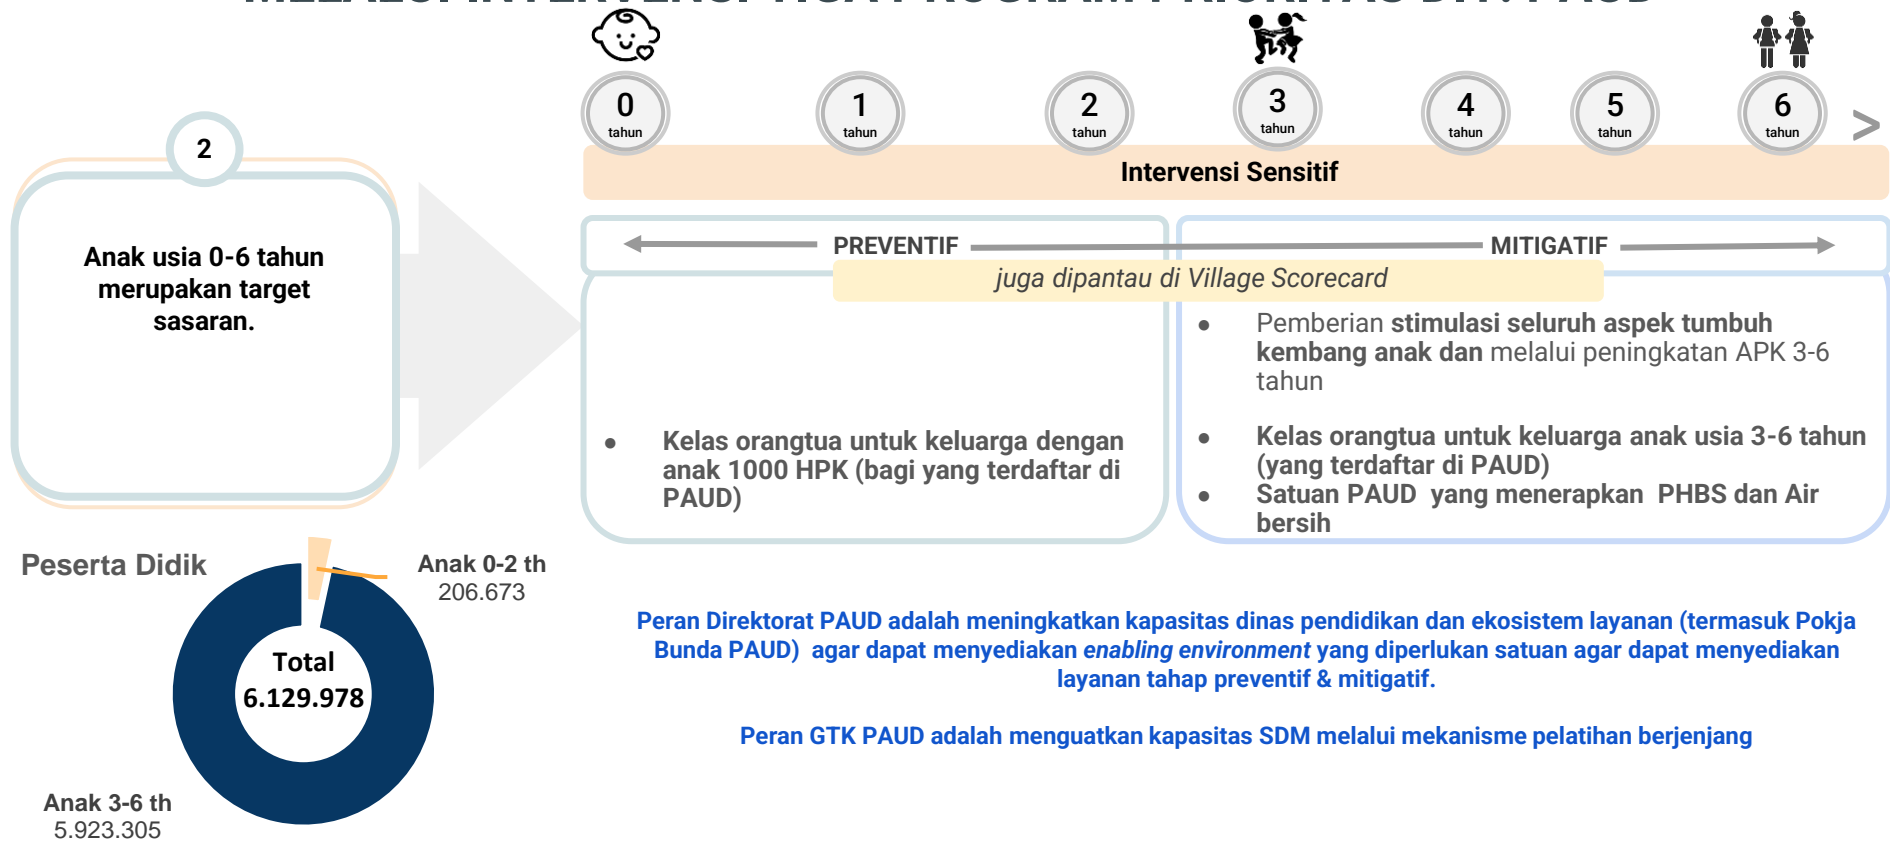 MELALUI INTERVENSI TIGA PROGRAM PRIORITAS DIT. PAUD
0
tahun
1
tahun
2
tahun
3
tahun
4
tahun
5
tahun
6
tahun
>
Intervensi Sensitif
2
Anak usia 0-6 tahun
merupakan target
sasaran.
PREVENTIF
MITIGATIF
juga dipantau di Village Scorecard
● Kelas orangtua untuk keluarga dengan
anak 1000 HPK (bagi yang terdaftar di
PAUD)
● Pemberian stimulasi seluruh aspek tumbuh
kembang anak dan melalui peningkatan APK 3-6
tahun
● Kelas orangtua untuk keluarga anak usia 3-6 tahun
(yang terdaftar di PAUD)
● Satuan PAUD yang menerapkan PHBS dan Air
bersih
Peserta Didik
Anak 0-2 th
206.673
Total
6.129.978
Anak 3-6 th
5.923.305
Peran Direktorat PAUD adalah meningkatkan kapasitas dinas pendidikan dan ekosistem layanan (termasuk Pokja
Bunda PAUD) agar dapat menyediakan enabling environment yang diperlukan satuan agar dapat menyediakan
layanan tahap preventif & mitigatif.
Peran GTK PAUD adalah menguatkan kapasitas SDM melalui mekanisme pelatihan berjenjang